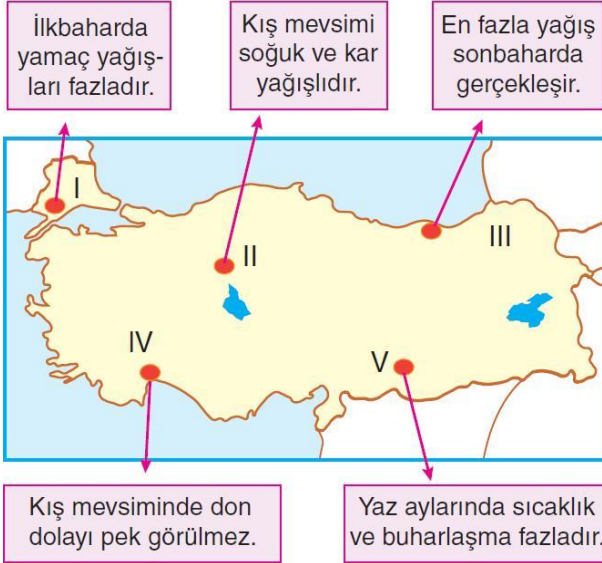 İlkbaharda
yamaç yağış-
ları fazladır.
Kış mevsimi
soğuk ve kar
yağışlıdır.
En fazla yağış
sonbaharda
gerçekleşir.
I
II
III
IV
V
Kış mevsiminde don
dolayı pek görülmez.
Yaz aylarında sıcaklık
ve buharlaşma fazladır.